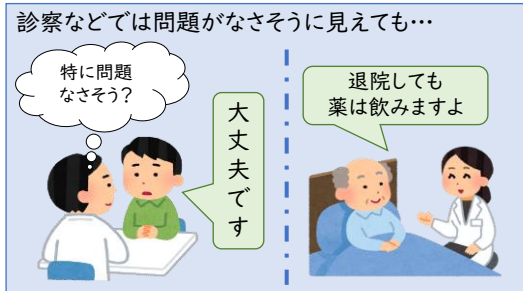 診察などでは問題がなさそうに見えても…
特に問題
なさそう?
大丈夫です
退院しても
薬は飲みますよ